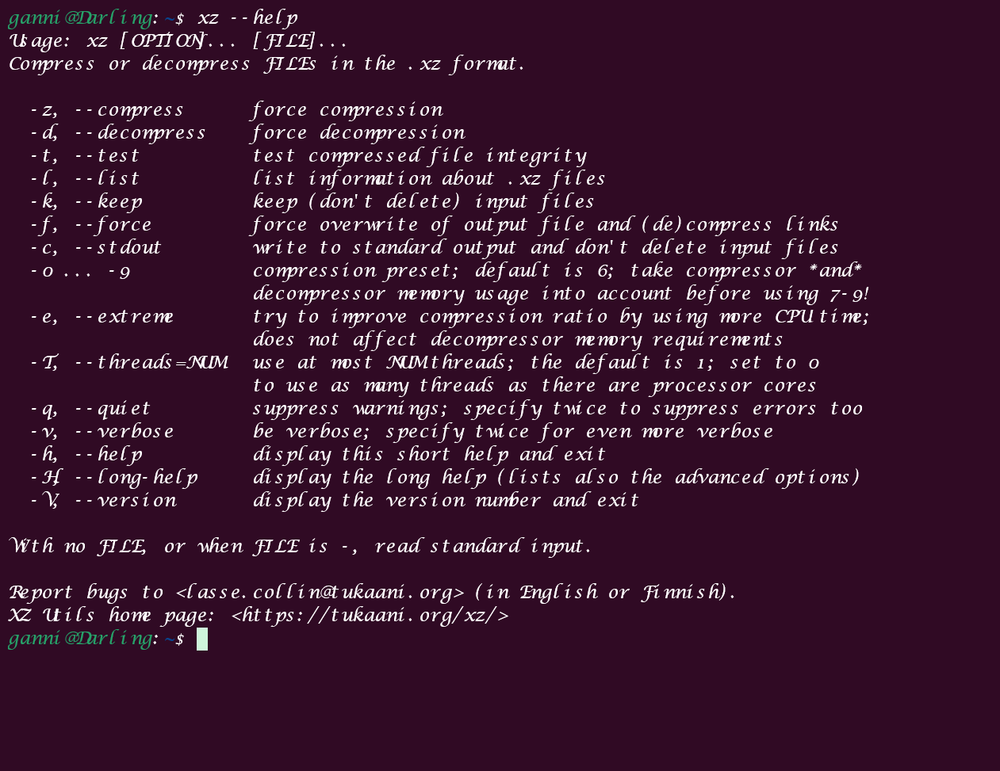 ganni@Darling:~$ xz --help
Usage: xz [OPTION]... [FILE]...
Compress or decompress FILEs in the .xz format.
-z, --compress force compression
-d, --decompress force decompression
-t, --test test compressed file integrity
-l, --list list information about .xz files
-k, --keep keep (don't delete) input files
-f, --force force overwrite of output file and (de)compress links
-c, --stdout write to standard output and don't delete input files
-0 ... -9 compression preset; default is 6; take compressor *and*
decompressor memory usage into account before using 7-9!
-e, --extreme try to improve compression ratio by using more CPU time;
does not affect decompressor memory requirements
-T, --threads=NUM use at most NUM threads; the default is 1; set to 0
to use as many threads as there are processor cores
-q, --quiet suppress warnings; specify twice to suppress errors too
-v, --verbose be verbose; specify twice for even more verbose
-h, --help display this short help and exit
-H, --long-help display the long help (lists also the advanced options)
-V, --version display the version number and exit
With no FILE, or when FILE is -, read standard input.
Report bugs to <lasse.collin@tukaani.org> (in English or Finnish).
XZ Utils home page: <https://tukaani.org/xz/>
ganni@Darling:~$